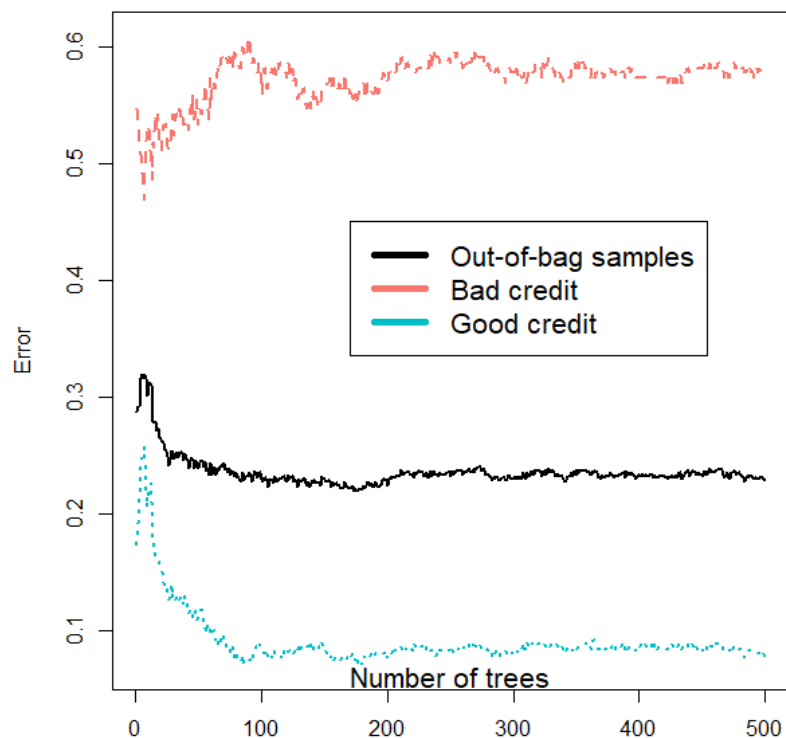 0.6
0.5
0.4
0.3
0.2
0.1
Error
Out-of-bag samples
Bad credit
Good credit
Number of trees
0 100 200 300 400 500